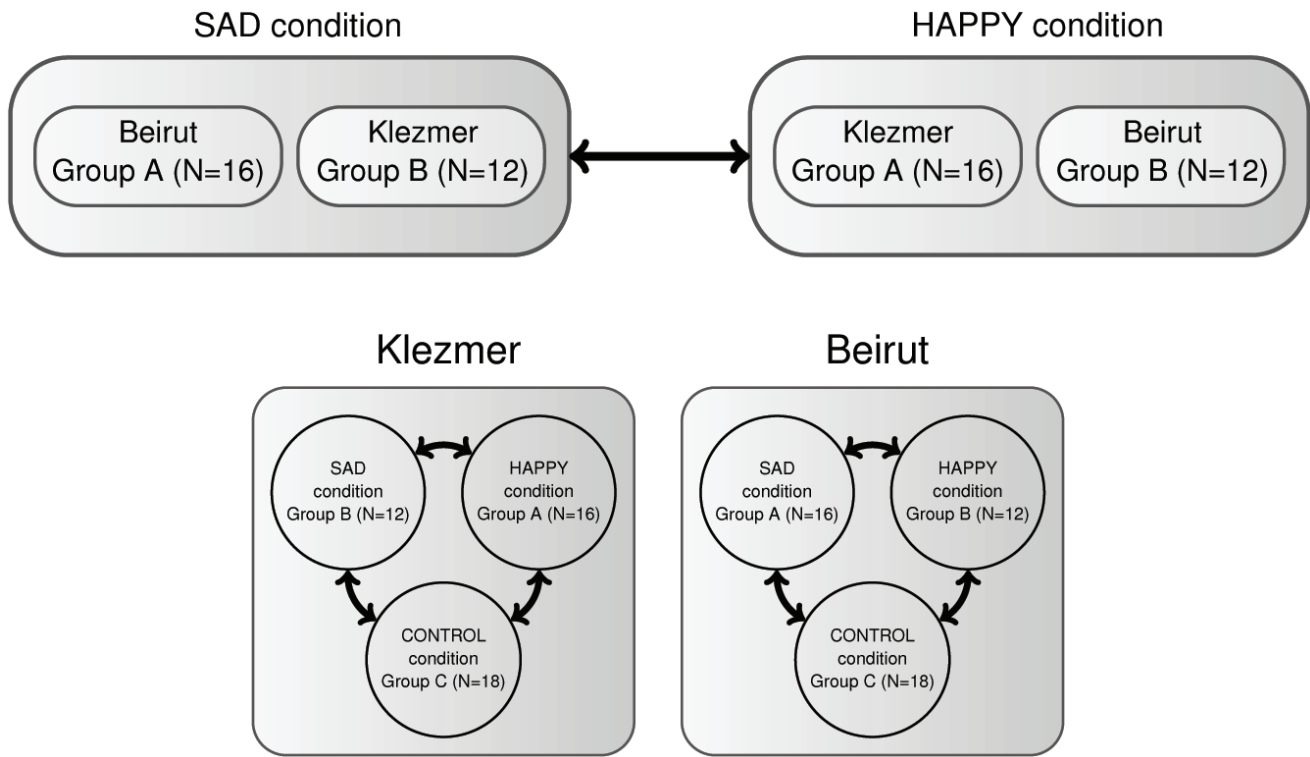 SAD condition
HAPPY condition
Beirut
Group A (N=16)
Klezmer
Group B (N=12)
Klezmer
Group A (N=16)
Beirut
Group B (N=12)
Klezmer
Beirut
SAD
condition
Group B (N=12)
HAPPY
condition
Group A (N=16)
CONTROL
condition
Group C (N=18)
SAD
condition
Group A (N=16)
HAPPY
condition
Group B (N=12)
CONTROL
condition
Group C (N=18)